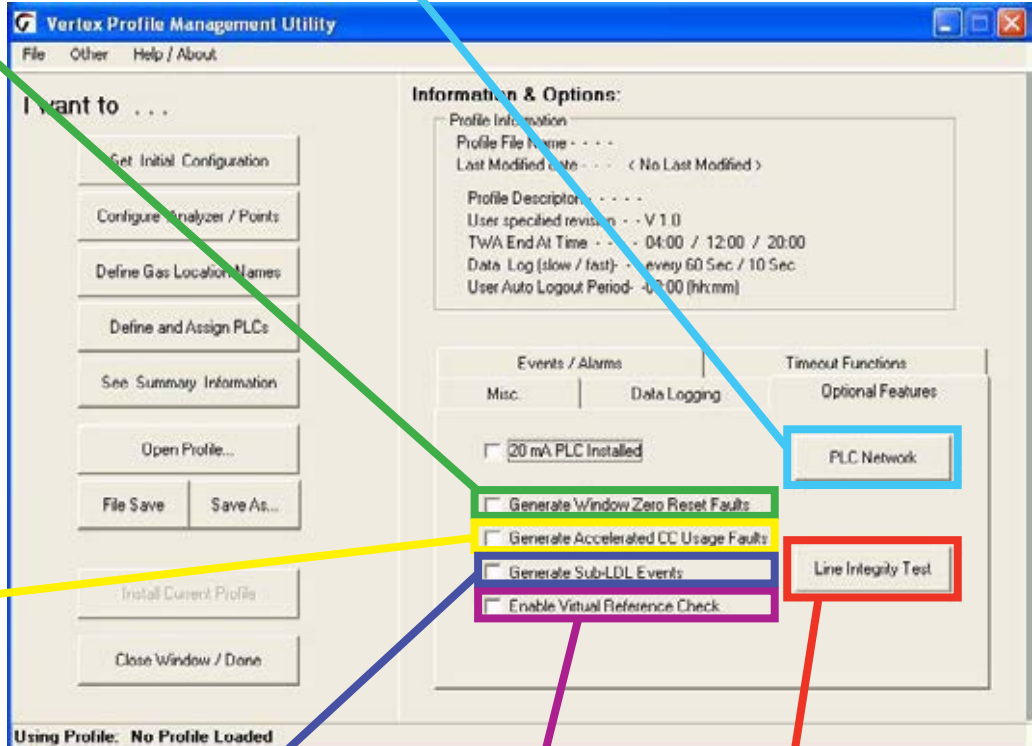 Vertex Profile Management Utility
File Other Help / About
I want to . . .
Get Initial Configuration
Configure Analyzer / Points
Define Gas Location Names
Define and Assign PLCs
See Summary Information
Open Profile...
File Save Save As...
Install Current Profile
Close Window / Done
Information & Options:
Profile Information
Profile File Name - - - -
Last Modified date - - - < No Last Modified >
Profile Descriptor - - - - -
User specified revision - - V 1.0
TWA End At Time - - - - 04:00 / 12:00 / 20:00
Data Log (slow / fast)- - every 60 Sec / 10 Sec
User Auto Logout Period- -00:00 (hh:mm)
Events / Alarms Timeout Functions
Misc. Data Logging Optional Features
20 mA PLC Installed
PLC Network
Generate Window Zero Reset Faults
Generate Accelerated CC Usage Faults
Generate Sub-LDL Events
Line Integrity Test
Enable Virtual Reference Check
Using Profile: No Profile Loaded